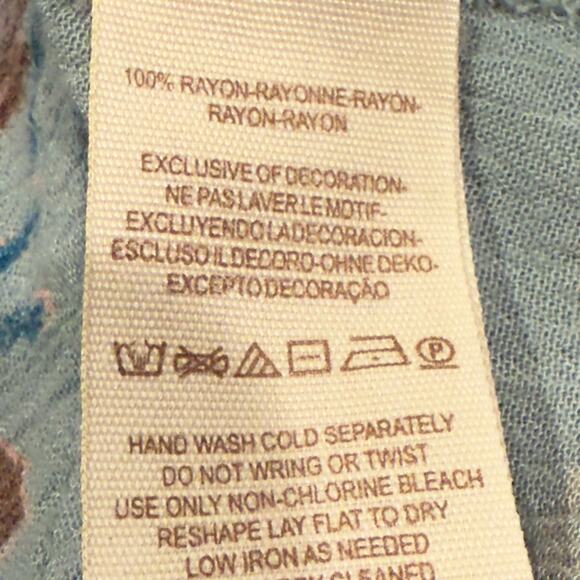 100% RAYON-RAYONNE-RAYÓN-
RAYON-RAYON
EXCLUSIVE OF DECORATION-
NE PAS LAVER LE MOTIF-
EXCLUYENDO LA DECORACION-
ESCLUSO IL DECORO-OHNE DEKO-
EXCEPTO DECORAÇÃO
P
HAND WASH COLD SEPARATELY
DO NOT WRING OR TWIST
USE ONLY NON-CHLORINE BLEACH
RESHAPE LAY FLAT TO DRY
LOW IRON AS NEEDED
CLEANED